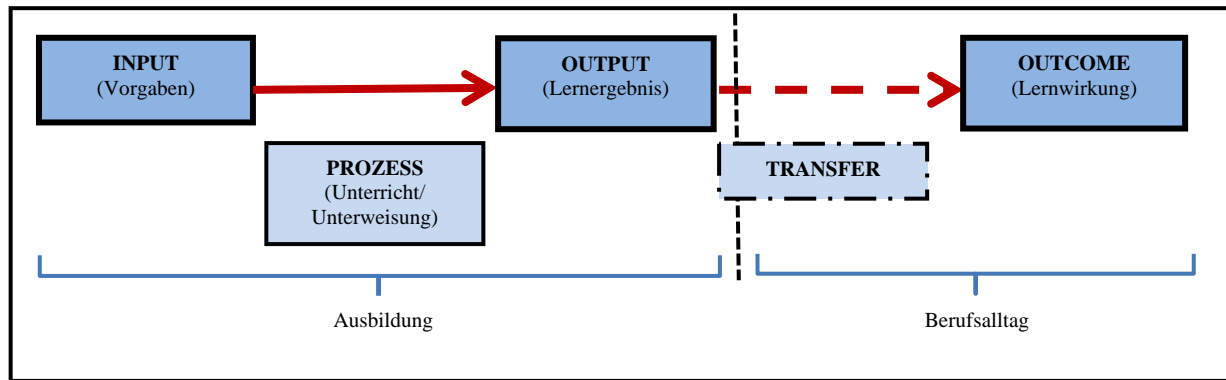 INPUT
(Vorgaben)
OUTPUT
(Lernergebnis)
OUTCOME
(Lernwirkung)
PROZESS
(Unterricht/
Unterweisung)
TRANSFER
Ausbildung
Berufsalltag